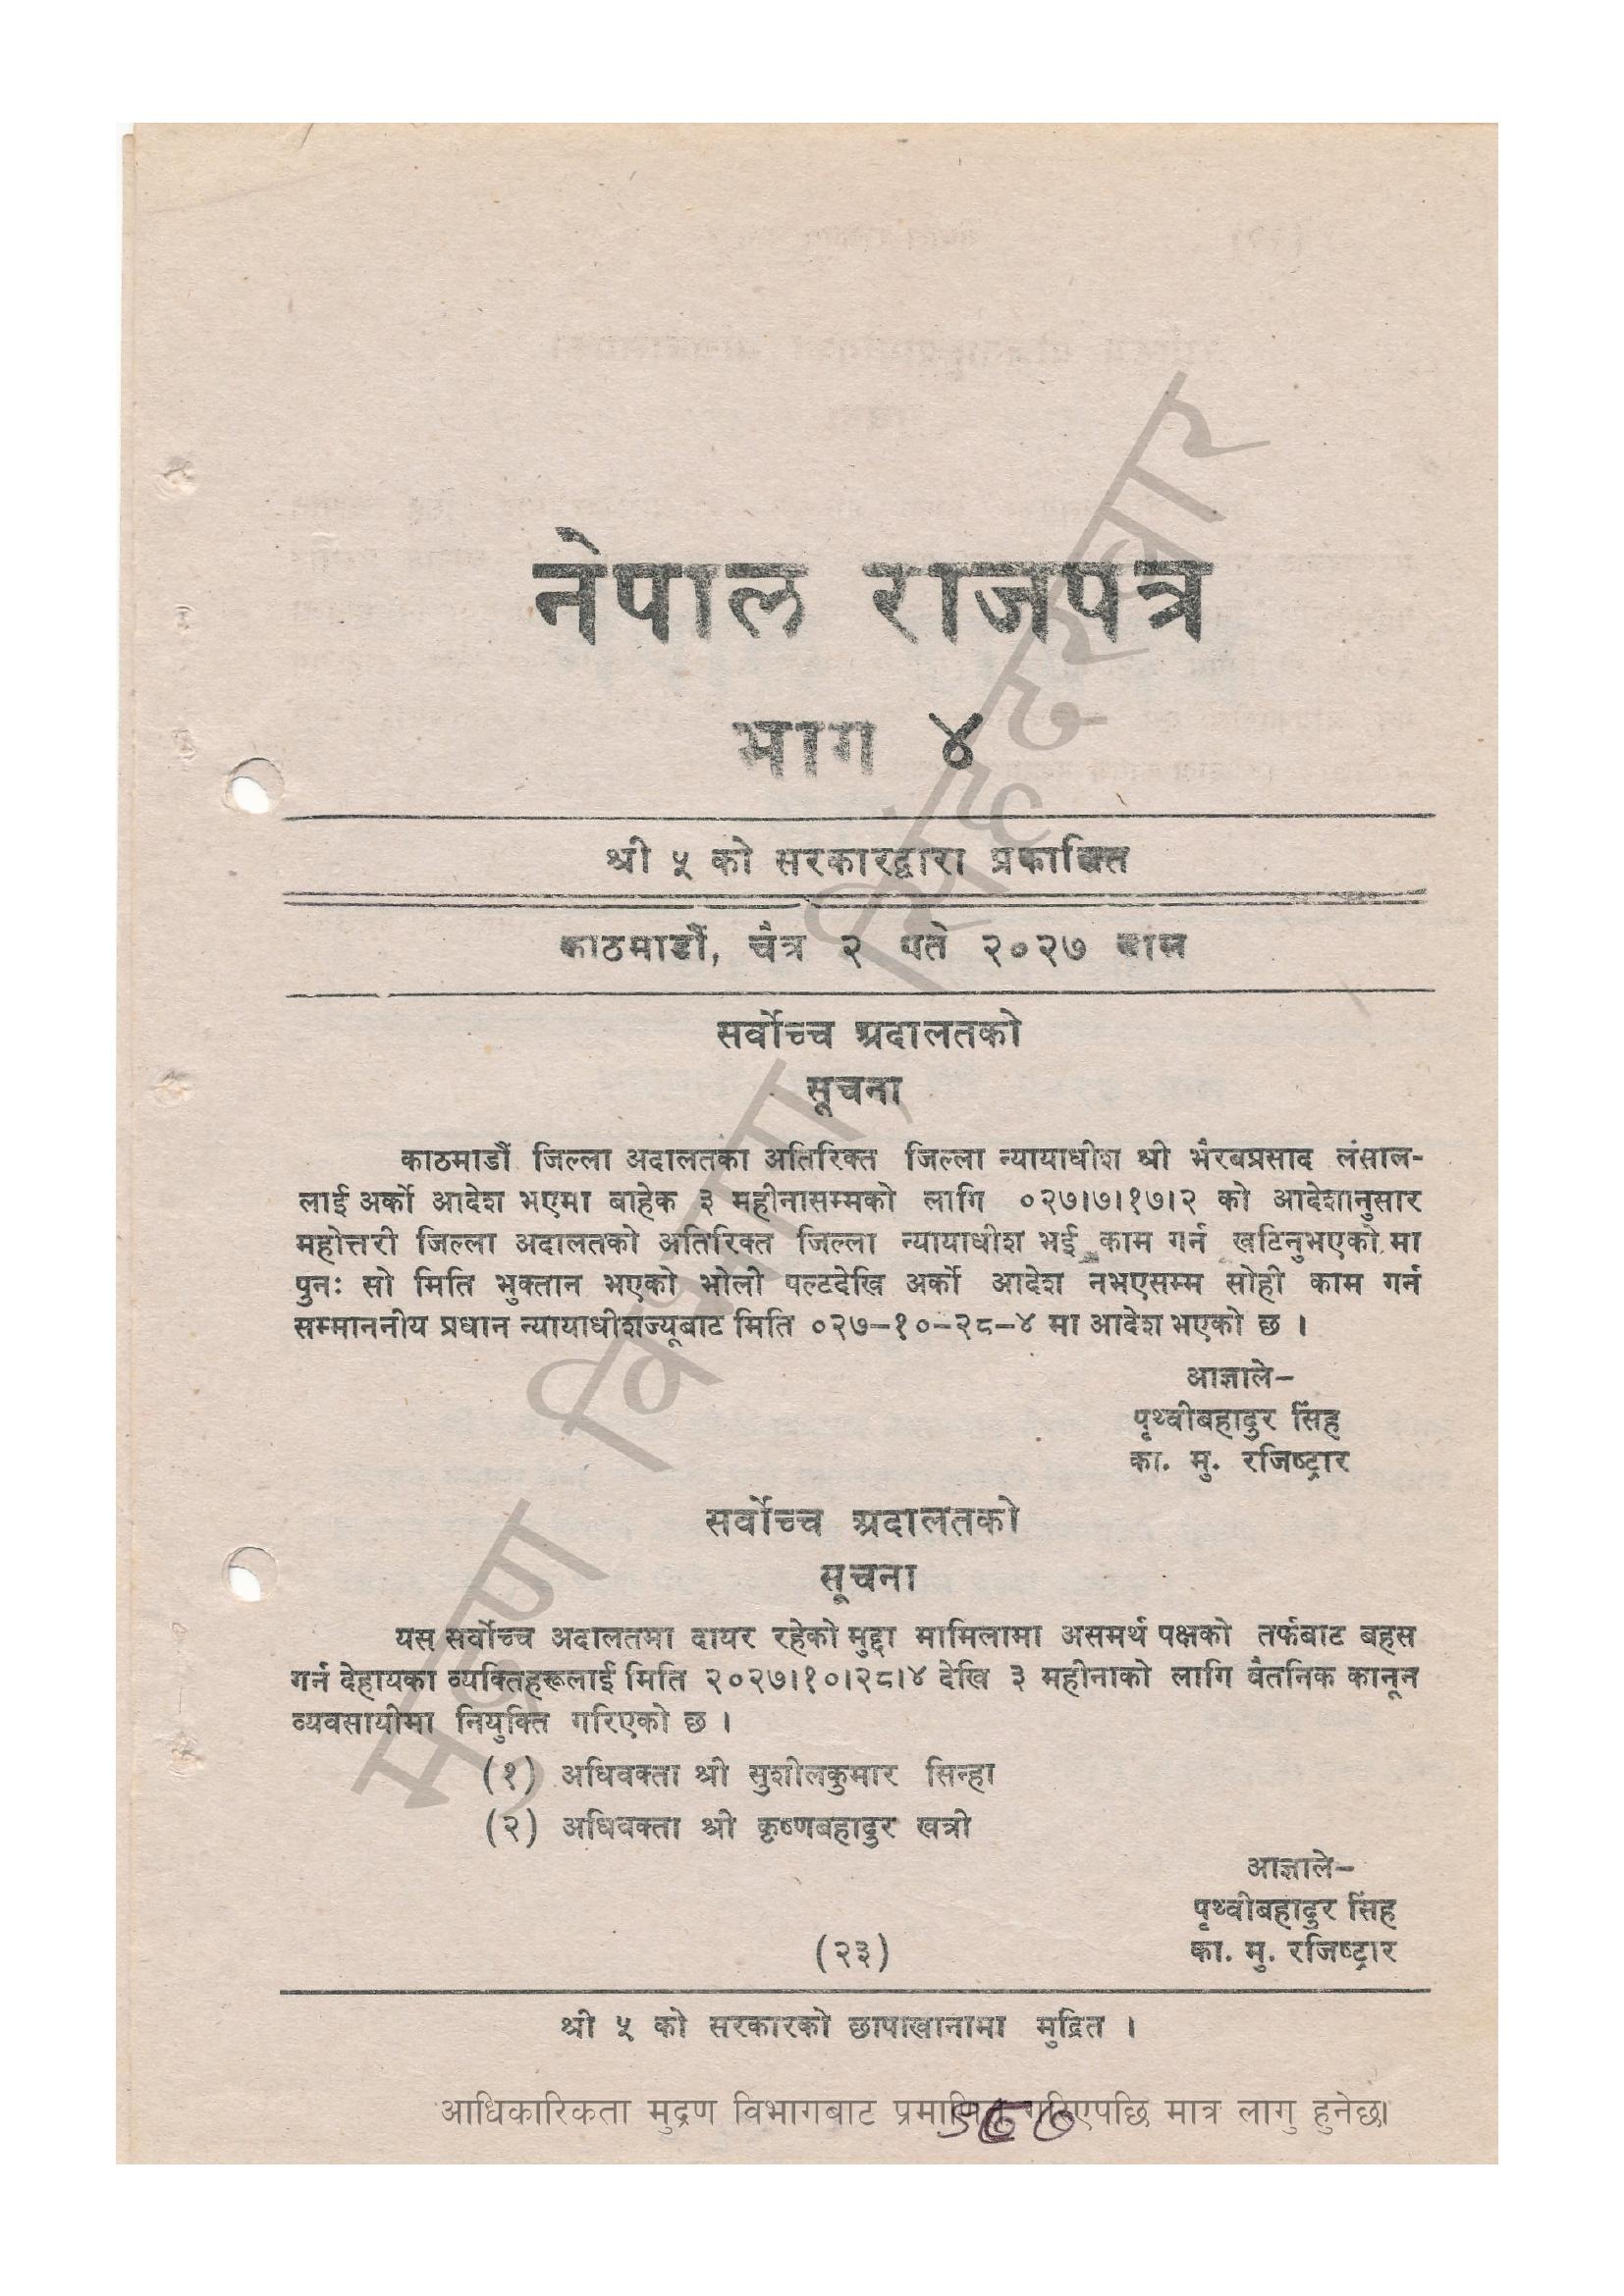 नेपाल राजपत्र
भाग ४
श्री ५ को सरकारद्वारा प्रकाशित
काठमाडौं, चैत्र २ गते २०२७ साल
सर्वोच्च अदालतको
सूचना
काठमाडौं जिल्ला अदालतका अतिरिक्त जिल्ला न्यायाधीश श्री भैरबप्रसाद लंसाल-
लाई अर्को आदेश भएमा बाहेक ३ महीनासम्मको लागि ०२७।७।१७।२ को आदेशानुसार
महोत्तरी जिल्ला अदालतको अतिरिक्त जिल्ला न्यायाधीश भई काम गर्न खटिनुभएको मा
पुनः सो मिति भुक्तान भएको भोली पल्टदेखि अर्को आदेश नभएसम्म सोही काम गर्न
सम्माननीय प्रधान न्यायाधीशज्यूबाट मिति ०२७–१०–२८–४ मा आदेश भएको छ ।
आज्ञाले–
पृथ्वीबहादुर सिंह
का. मु. रजिष्ट्रार
सर्वोच्च अदालतको
सूचना
यस सर्वोच्च अदालतमा दायर रहेको मुद्दा मामिलामा असमर्थ पक्षको तर्फबाट बहस
गर्न देहायका व्यक्तिहरूलाई मिति २०२७।१०।२८।४ देखि ३ महीनाको लागि वैतनिक कानून
व्यवसायीमा नियुक्ति गरिएको छ ।
(१) अधिवक्ता श्री सुशीलकुमार सिन्हा
(२) अधिवक्ता श्री कृष्णबहादुर खत्री
आज्ञाले–
पृथ्वीबहादुर सिंह
का. मु. रजिष्ट्रार
(२३)
श्री ५ को सरकारको छापाखानामा मुद्रित ।
आधिकारिकता मुद्रण विभागबाट प्रमाणित गरिएपछि मात्र लागु हुनेछ।
मुद्रण विभाग, सिंहदरबार